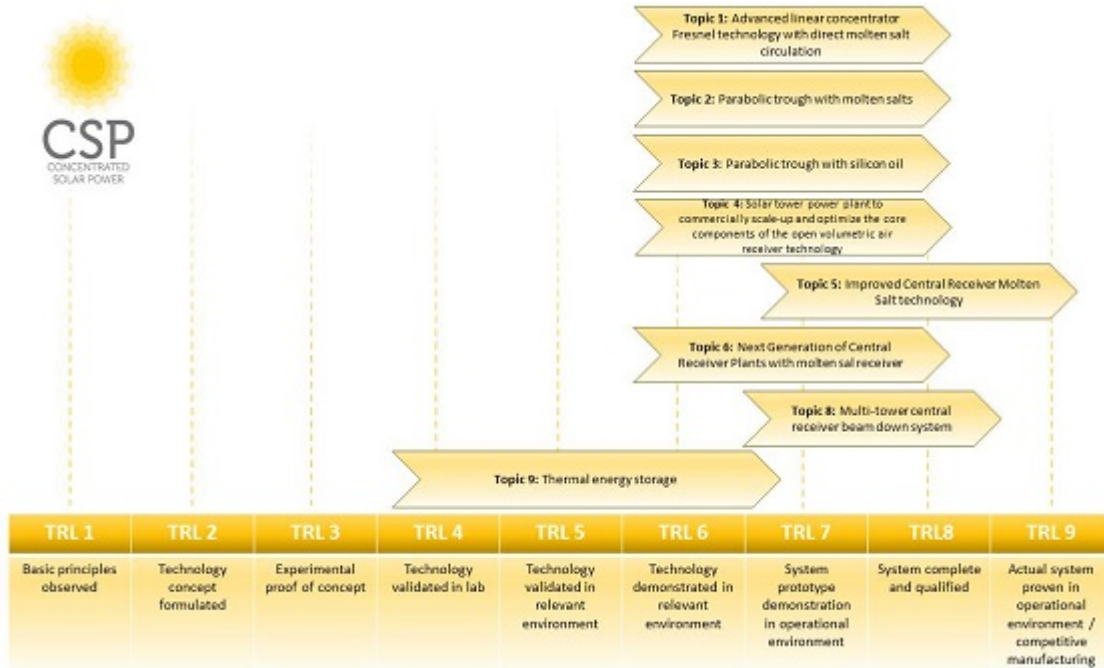 CSP
CONCENTRATED
SOLAR POWER
Topic 1: Advanced linear concentrator
Fresnel technology with direct molten salt
circulation
Topic 2: Parabolic trough with molten salts
Topic 3: Parabolic trough with silicon oil
Topic 4: Solar tower power plant to
commercially scale-up and optimize the core
components of the open volumetric air
receiver technology
Topic 5: Improved Central Receiver Molten
Salt technology
Topic 6: Next Generation of Central
Receiver Plants with molten sal receiver
Topic 8: Multi-tower central
receiver beam down system
Topic 9: Thermal energy storage
TRL 1
TRL 2
TRL 3
TRL 4
TRL 5
TRL 6
TRL 7
TRL8
TRL 9
Basic principles
observed
Technology
concept
formulated
Experimental
proof of concept
Technology
validated in lab
Technology
validated in
relevant
environment
Technology
demonstrated in
relevant
environment
System
prototype
demonstration
in operational
environment
System complete
and qualified
Actual system
proven in
operational
environment /
competitive
manufacturing